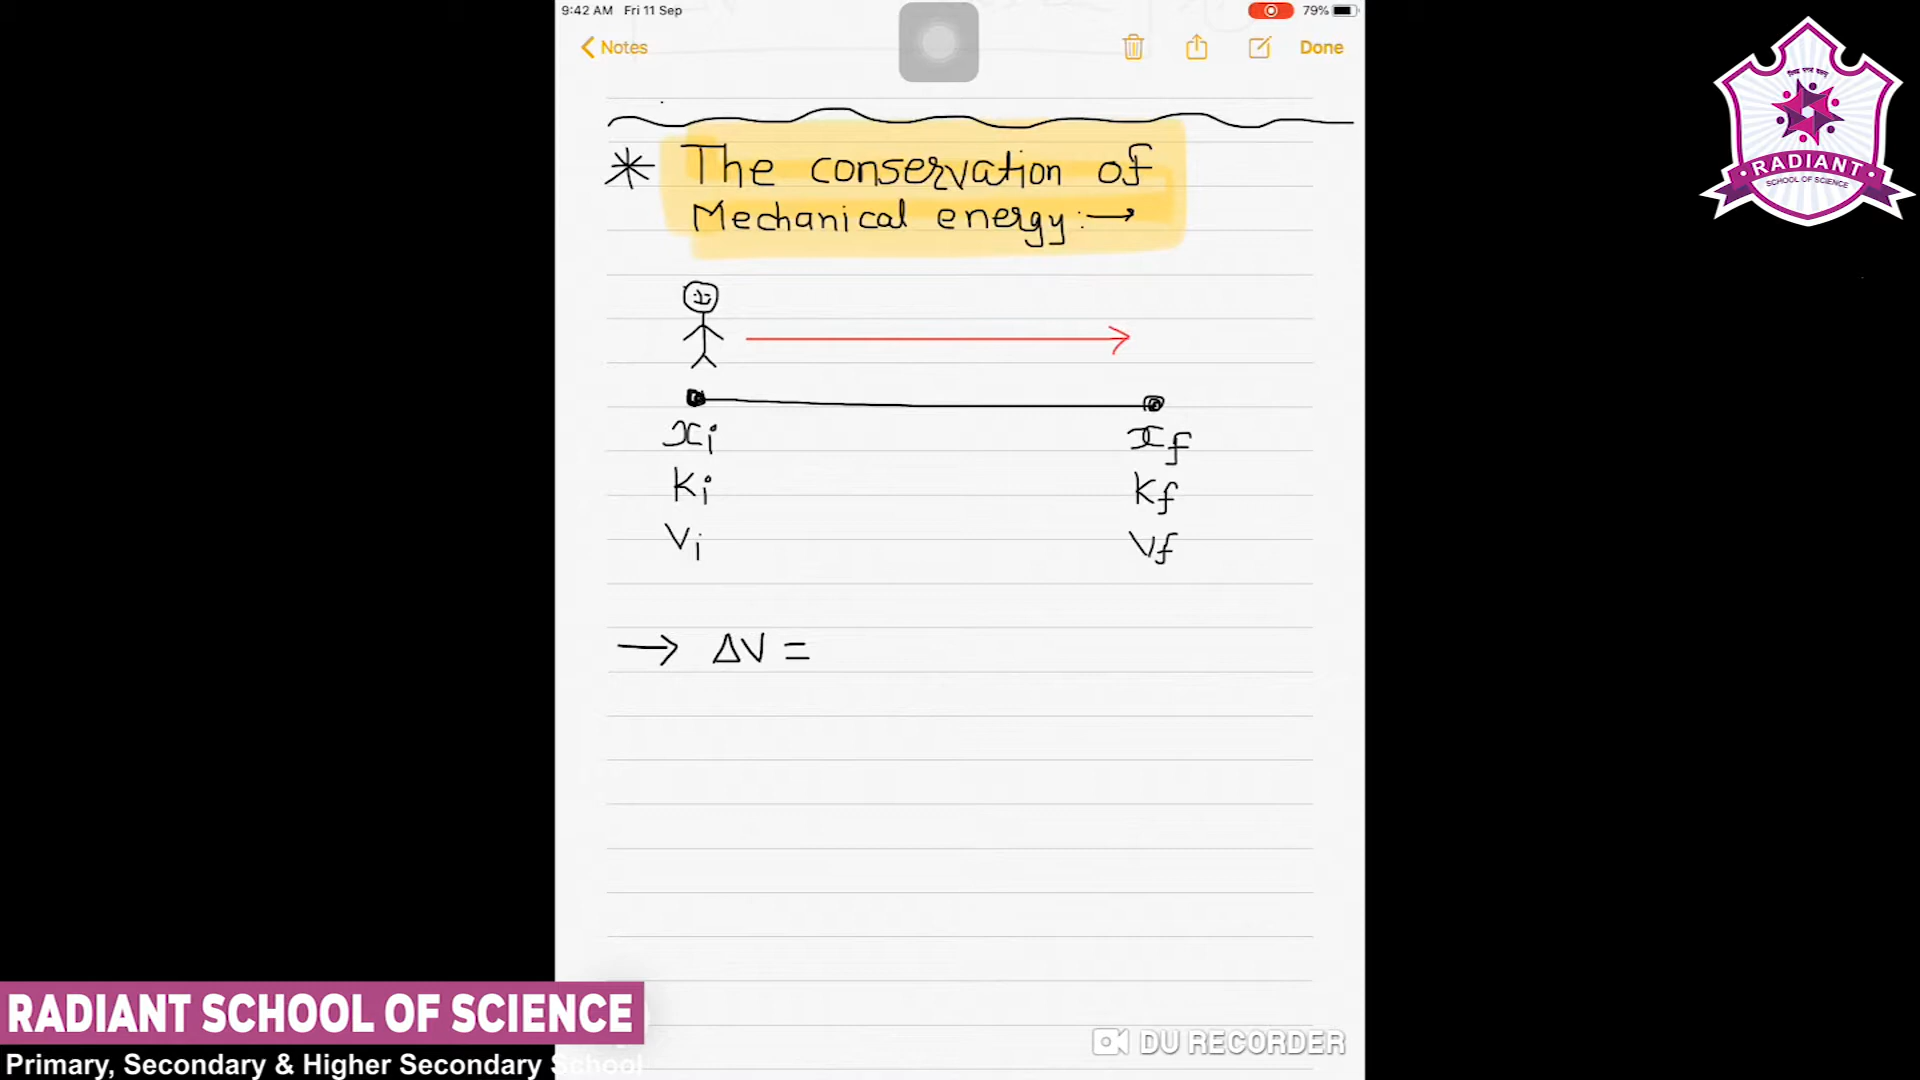 9:42 AM Fri 11 Sep
79%
Notes
Done
* The conservation of
Mechanical energy :→
xi xf
Ki Kf
Vi Vf
→ ΔV =
RADIANT
SCHOOL OF SCIENCE
RADIANT SCHOOL OF SCIENCE
Primary, Secondary & Higher Secondary School
DU RECORDER